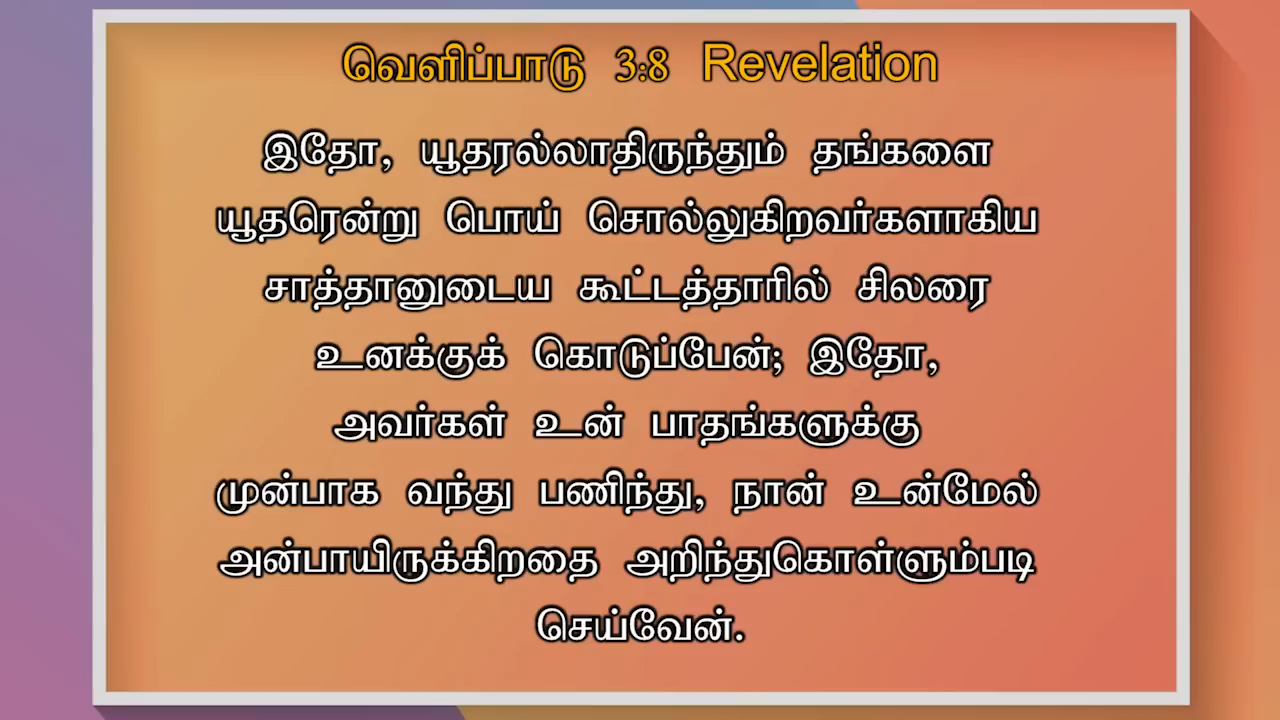 வெளிப்பாடு 3:8 Revelation
இதோ, யூதரல்லாதிருந்தும் தங்களை
யூதரென்று பொய் சொல்லுகிறவர்களாகிய
சாத்தானுடைய கூட்டத்தாரில் சிலரை
உனக்குக் கொடுப்பேன்; இதோ,
அவர்கள் உன் பாதங்களுக்கு
முன்பாக வந்து பணிந்து, நான் உன்மேல்
அன்பாயிருக்கிறதை அறிந்துகொள்ளும்படி
செய்வேன்.